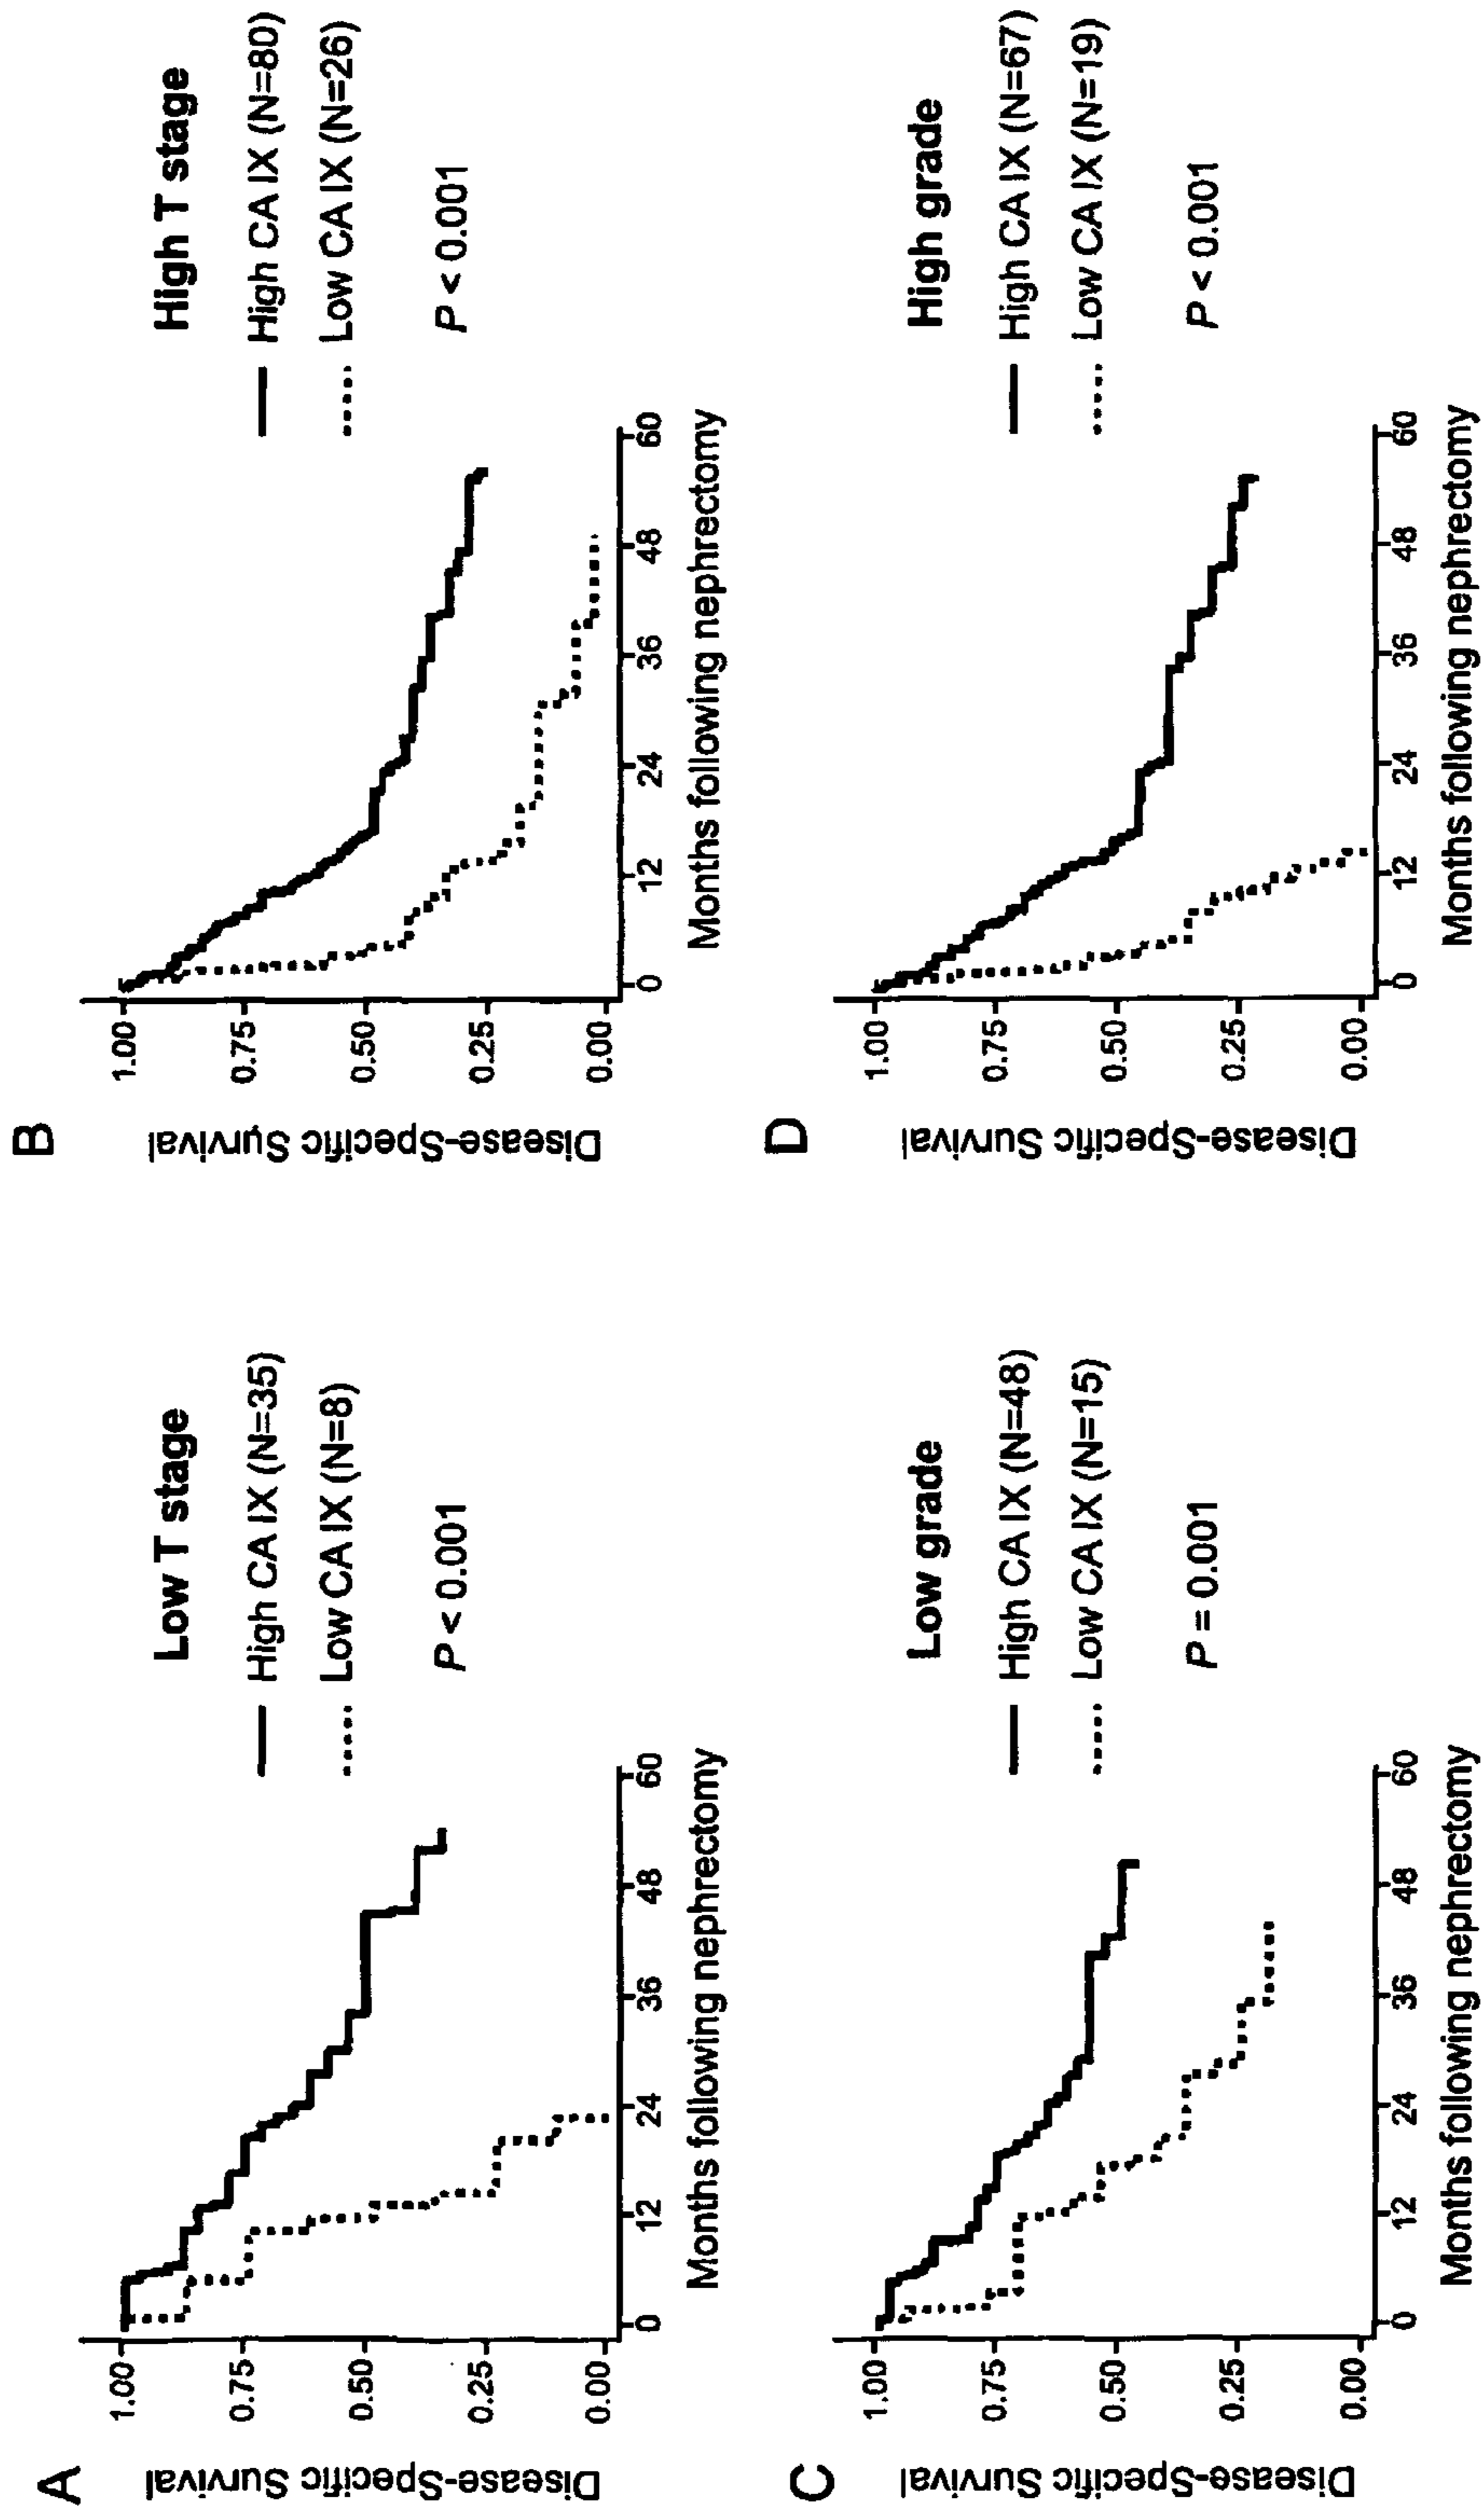 A
Disease-Specific Survival
1.00
0.75
0.50
0.25
0.00
0 12 24 36 48 60
Months following nephrectomy
Low T stage
High CA IX (N=35)
Low CA IX (N=8)
P < 0.001
B
Disease-Specific Survival
1.00
0.75
0.50
0.25
0.00
0 12 24 36 48 60
Months following nephrectomy
High T stage
High CA IX (N=80)
Low CA IX (N=26)
P < 0.001
C
Disease-Specific Survival
1.00
0.75
0.50
0.25
0.00
0 12 24 36 48 60
Months following nephrectomy
Low grade
High CA IX (N=48)
Low CA IX (N=15)
P = 0.001
D
Disease-Specific Survival
1.00
0.75
0.50
0.25
0.00
0 12 24 36 48 60
Months following nephrectomy
High grade
High CA IX (N=67)
Low CA IX (N=19)
P < 0.001